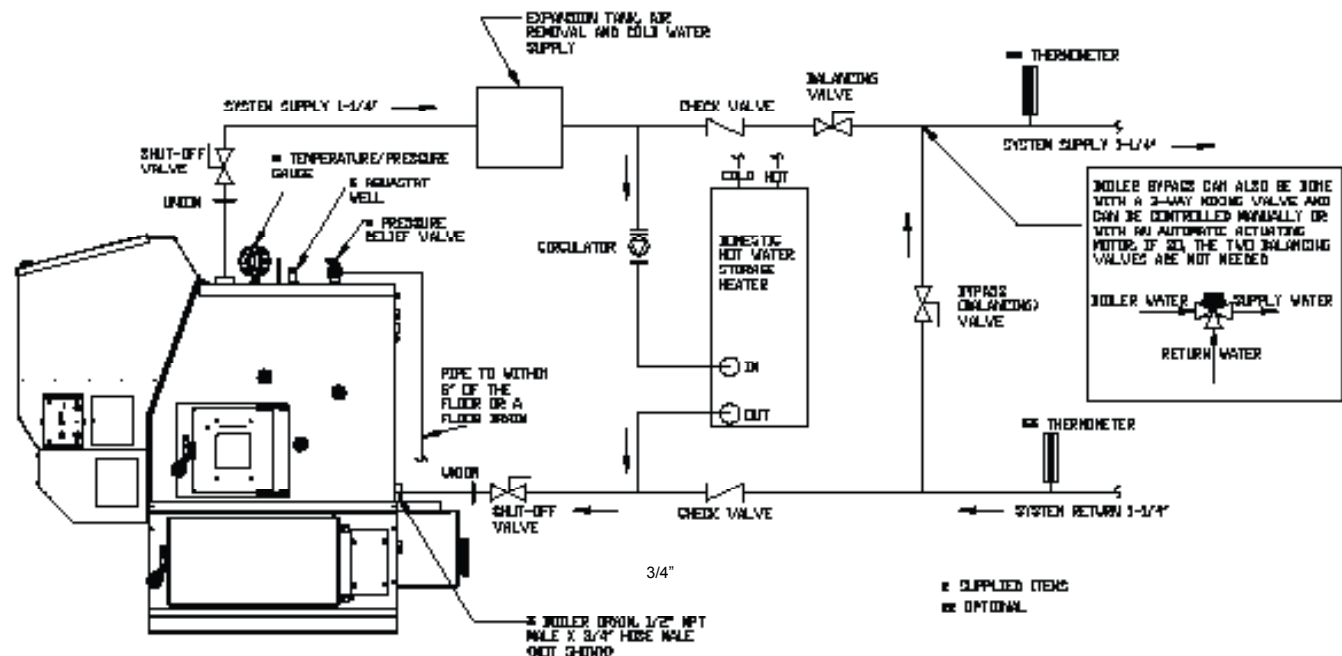 EXPANSION TANK, AIR
REMOVAL AND COLD WATER
SUPPLY
** THERMOMETER
BALANCING
VALVE
SYSTEM SUPPLY 1-1/4"
CHECK VALVE
SHUT-OFF
VALVE
* TEMPERATURE/PRESSURE
GAUGE
SYSTEM SUPPLY 1-1/4"
* AQUASTAT
WELL
COLD HOT
UNION
* PRESSURE
RELIEF VALVE
BOILER BYPASS CAN ALSO BE DONE
WITH A 3-WAY MIXING VALVE AND
CAN BE CONTROLLED MANUALLY OR
WITH AN AUTOMATIC ACTUATING
MOTOR. IF SO, THE TWO BALANCING
VALVES ARE NOT NEEDED
CIRCULATOR
DOMESTIC
HOT WATER
STORAGE
HEATER
BYPASS
(BALANCING)
VALVE
BOILER WATER
SUPPLY WATER
RETURN WATER
PIPE TO WITHIN
6" OF THE
FLOOR OR A
FLOOR DRAIN
IN
OUT
** THERMOMETER
UNION
SHUT-OFF
VALVE
CHECK VALVE
SYSTEM RETURN 1-1/4"
3/4"
* SUPPLIED ITEMS
** OPTIONAL
* BOILER DRAIN, 1/2" NPT
MALE X 3/4" HOSE MALE
(NOT SHOWN)